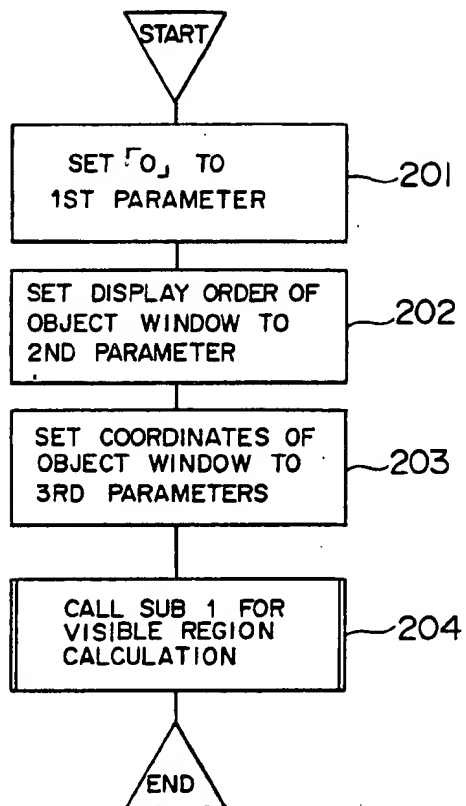 START
SET 「0」 TO
1ST PARAMETER
201
SET DISPLAY ORDER OF
OBJECT WINDOW TO
2ND PARAMETER
202
SET COORDINATES OF
OBJECT WINDOW TO
3RD PARAMETERS
203
CALL SUB 1 FOR
VISIBLE REGION
CALCULATION
204
END